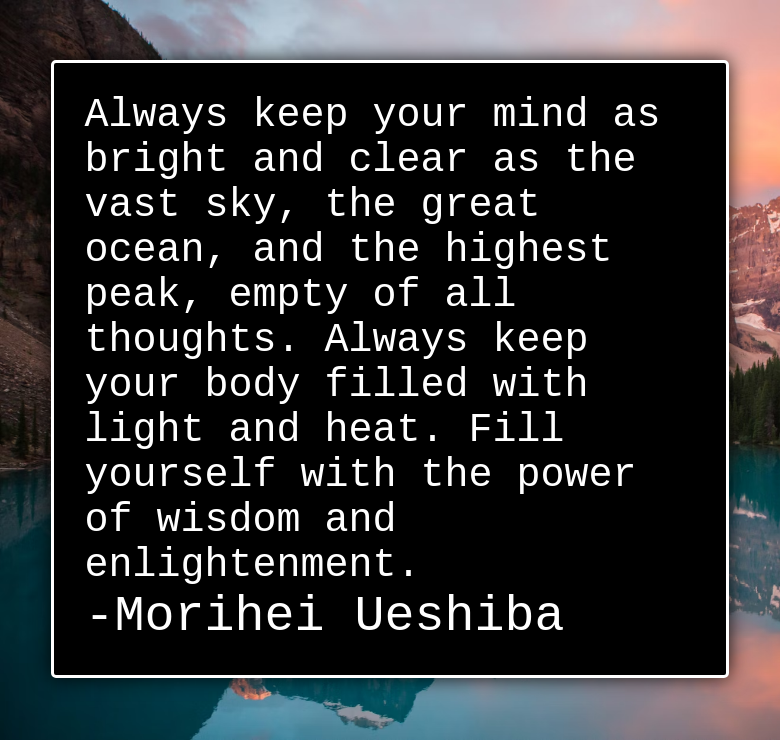 Always keep your mind as
bright and clear as the
vast sky, the great
ocean, and the highest
peak, empty of all
thoughts. Always keep
your body filled with
light and heat. Fill
yourself with the power
of wisdom and
enlightenment.
-Morihei Ueshiba